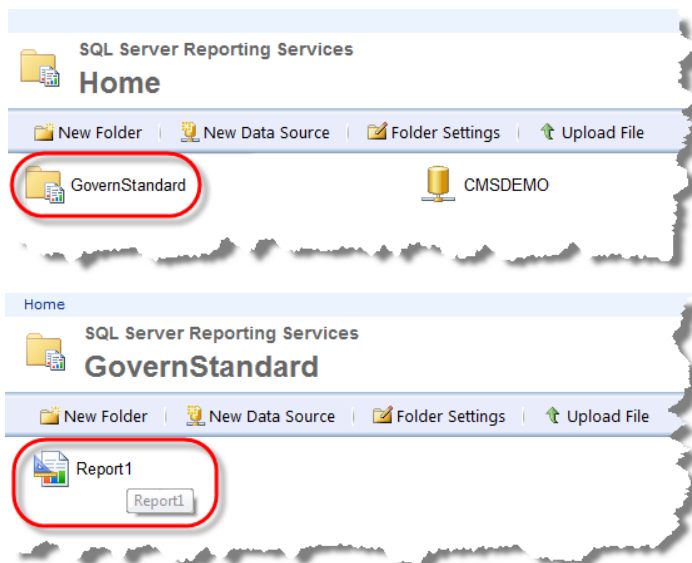 SQL Server Reporting Services
Home
New Folder New Data Source Folder Settings Upload File
GovernStandard CMSDEMO
Home
SQL Server Reporting Services
GovernStandard
New Folder New Data Source Folder Settings Upload File
Report1
Report1